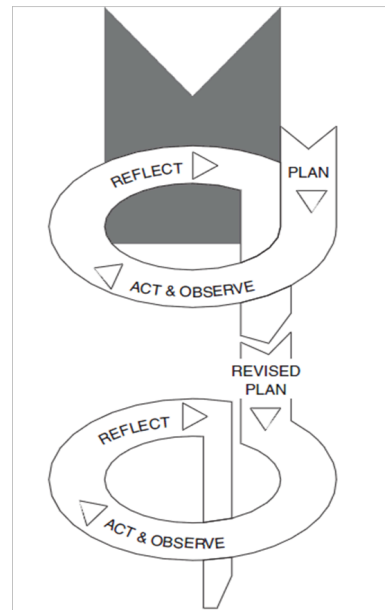 REFLECT
PLAN
ACT & OBSERVE
REVISED
PLAN
REFLECT
ACT & OBSERVE